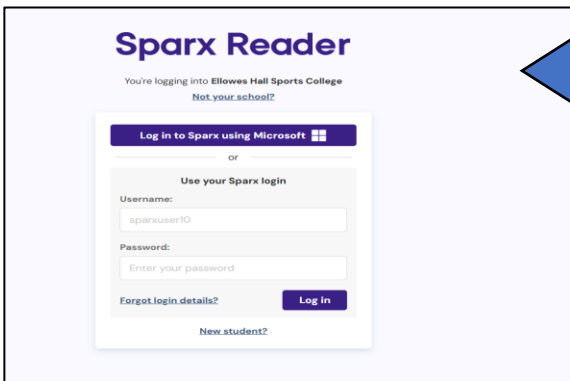 Sparx Reader
You're logging into Ellowes Hall Sports College
Not your school?
Log in to Sparx using Microsoft
or
Use your Sparx login
Username:
sparxuser10
Password:
Enter your password
Forgot login details? Log in
New student?